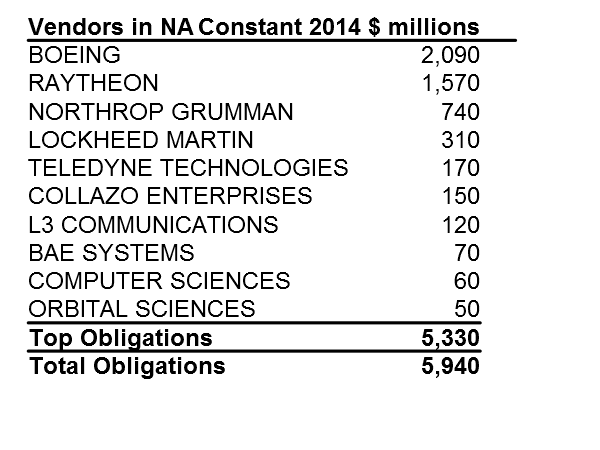 Vendors in NA Constant 2014 $ millions
BOEING 2,090
RAYTHEON 1,570
NORTHROP GRUMMAN 740
LOCKHEED MARTIN 310
TELEDYNE TECHNOLOGIES 170
COLLAZO ENTERPRISES 150
L3 COMMUNICATIONS 120
BAE SYSTEMS 70
COMPUTER SCIENCES 60
ORBITAL SCIENCES 50
Top Obligations 5,330
Total Obligations 5,940